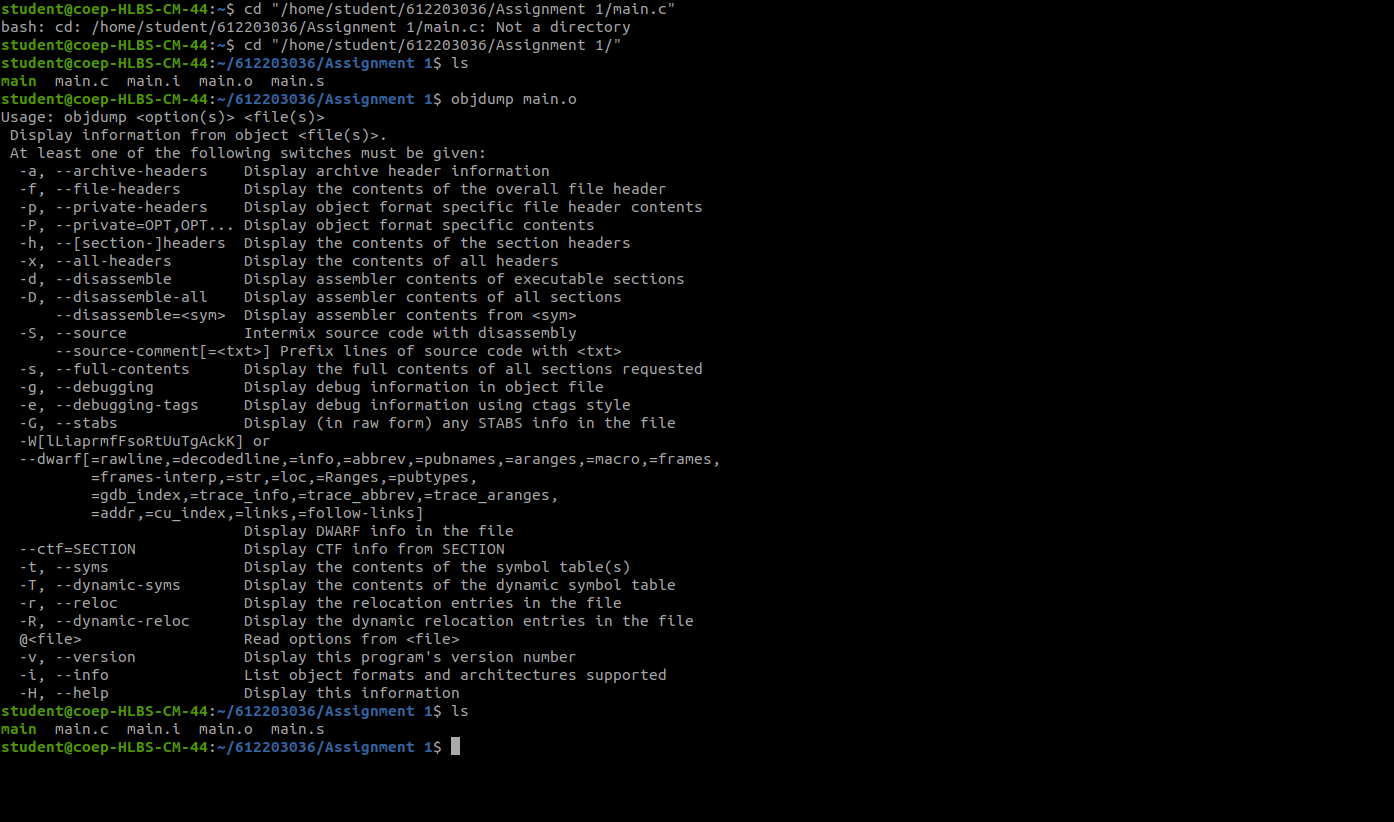 student@coep-HLBS-CM-44:~$ cd "/home/student/612203036/Assignment 1/main.c"
bash: cd: /home/student/612203036/Assignment 1/main.c: Not a directory
student@coep-HLBS-CM-44:~$ cd "/home/student/612203036/Assignment 1/"
student@coep-HLBS-CM-44:~/612203036/Assignment 1$ ls
main  main.c  main.i  main.o  main.s
student@coep-HLBS-CM-44:~/612203036/Assignment 1$ objdump main.o
Usage: objdump <option(s)> <file(s)>
 Display information from object <file(s)>.
 At least one of the following switches must be given:
  -a, --archive-headers    Display archive header information
  -f, --file-headers       Display the contents of the overall file header
  -p, --private-headers    Display object format specific file header contents
  -P, --private=OPT,OPT... Display object format specific contents
  -h, --[section-]headers  Display the contents of the section headers
  -x, --all-headers        Display the contents of all headers
  -d, --disassemble        Display assembler contents of executable sections
  -D, --disassemble-all    Display assembler contents of all sections
      --disassemble=<sym>  Display assembler contents from <sym>
  -S, --source             Intermix source code with disassembly
      --source-comment[=<txt>] Prefix lines of source code with <txt>
  -s, --full-contents      Display the full contents of all sections requested
  -g, --debugging          Display debug information in object file
  -e, --debugging-tags     Display debug information using ctags style
  -G, --stabs              Display (in raw form) any STABS info in the file
  -W[lLiaprmfFsoRtUuTgAckK] or
  --dwarf[=rawline,=decodedline,=info,=abbrev,=pubnames,=aranges,=macro,=frames,
          =frames-interp,=str,=loc,=Ranges,=pubtypes,
          =gdb_index,=trace_info,=trace_abbrev,=trace_aranges,
          =addr,=cu_index,=links,=follow-links]
                           Display DWARF info in the file
  --ctf=SECTION            Display CTF info from SECTION
  -t, --syms               Display the contents of the symbol table(s)
  -T, --dynamic-syms       Display the contents of the dynamic symbol table
  -r, --reloc              Display the relocation entries in the file
  -R, --dynamic-reloc      Display the dynamic relocation entries in the file
  @<file>                  Read options from <file>
  -v, --version            Display this program's version number
  -i, --info               List object formats and architectures supported
  -H, --help               Display this information
student@coep-HLBS-CM-44:~/612203036/Assignment 1$ ls
main  main.c  main.i  main.o  main.s
student@coep-HLBS-CM-44:~/612203036/Assignment 1$